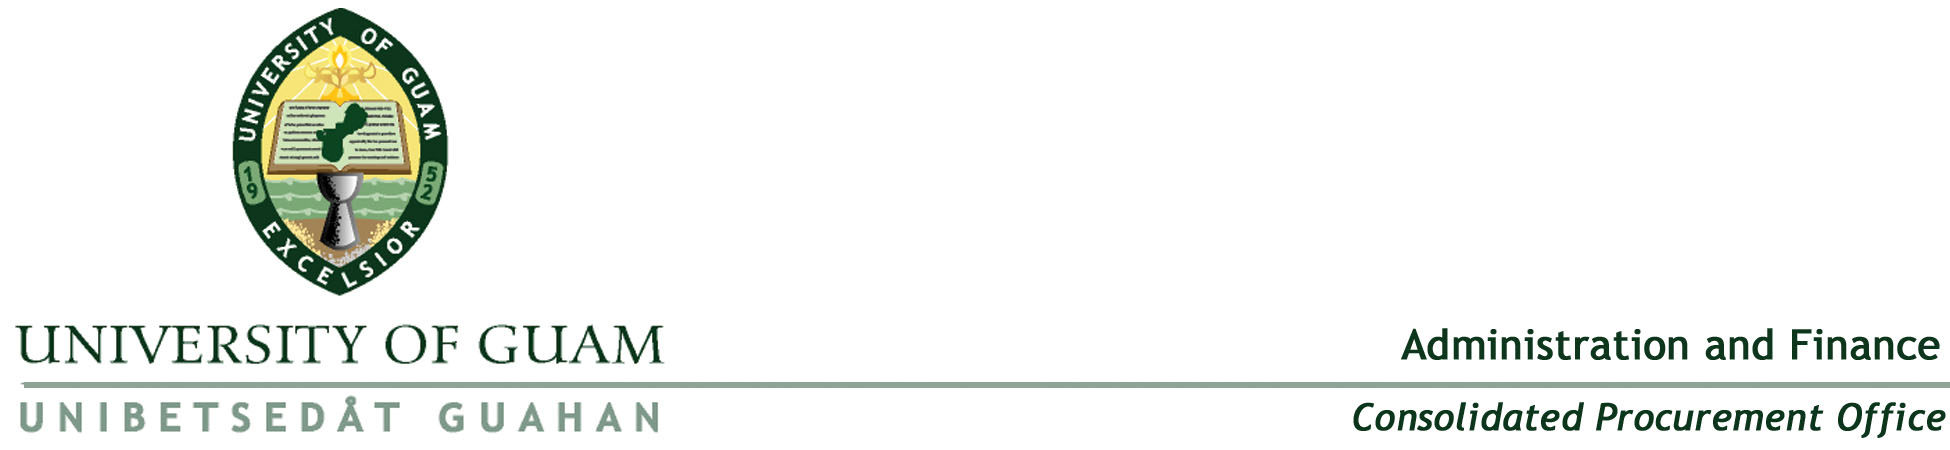 UNIVERSITY OF GUAM
19 52
EXCELSIOR
UNIVERSITY OF GUAM
Administration and Finance
UNIBETSEDÅT GUAHAN
Consolidated Procurement Office